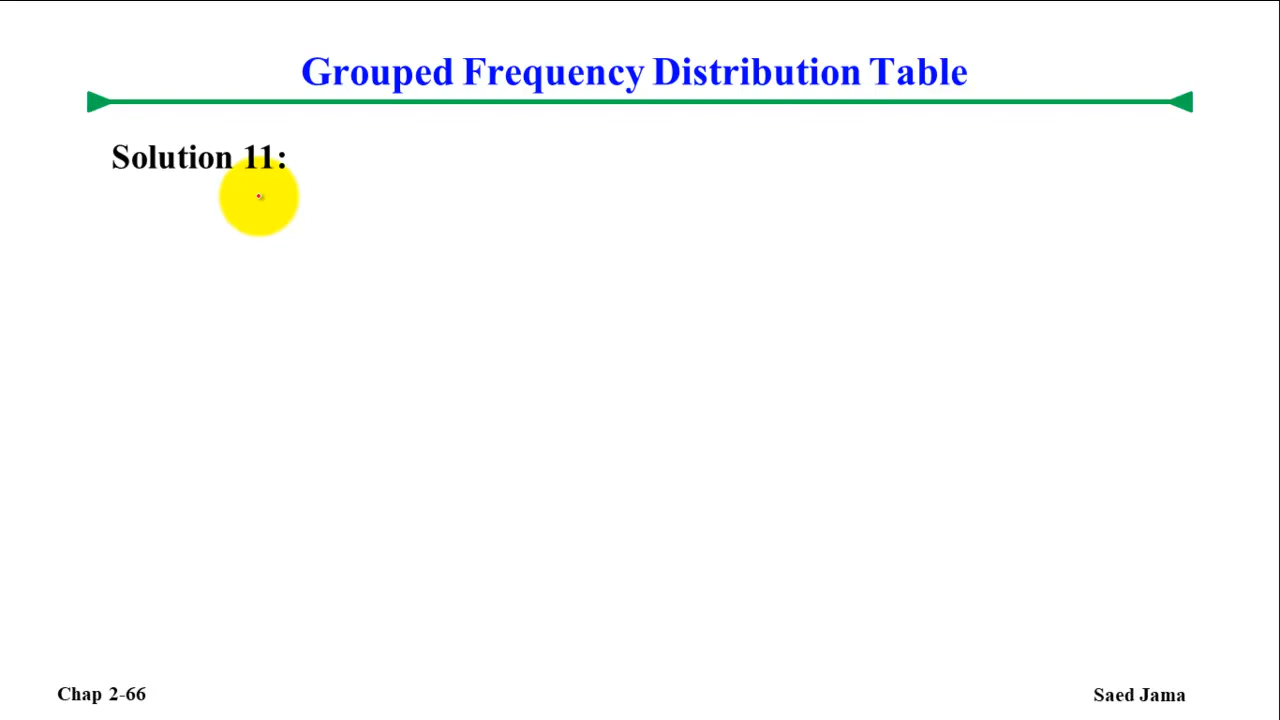 Grouped Frequency Distribution Table
Solution 11:
Chap 2-66
Saed Jama